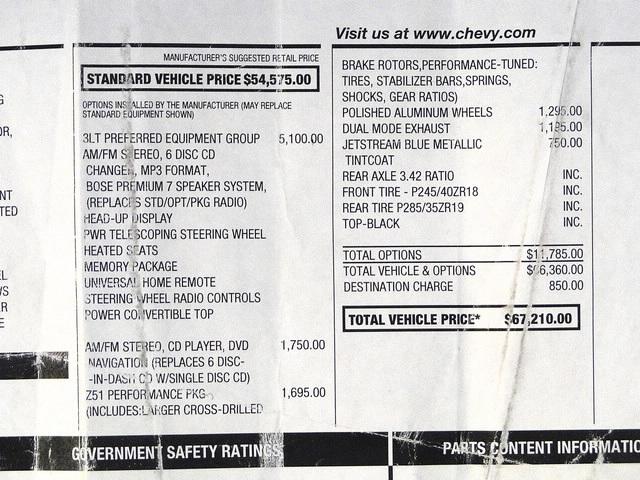 Visit us at www.chevy.com
MANUFACTURER'S SUGGESTED RETAIL PRICE
STANDARD VEHICLE PRICE $54,575.00
OPTIONS INSTALLED BY THE MANUFACTURER (MAY REPLACE
STANDARD EQUIPMENT SHOWN)
3LT PREFERRED EQUIPMENT GROUP 5,100.00
AM/FM STEREO, 6 DISC CD
CHANGER, MP3 FORMAT,
BOSE PREMIUM 7 SPEAKER SYSTEM,
(REPLACES STD/OPT/PKG RADIO)
HEAD-UP DISPLAY
PWR TELESCOPING STEERING WHEEL
HEATED SEATS
MEMORY PACKAGE
UNIVERSAL HOME REMOTE
STEERING WHEEL RADIO CONTROLS
POWER CONVERTIBLE TOP
AM/FM STEREO, CD PLAYER, DVD 1,750.00
NAVIGATION (REPLACES 6 DISC-
-IN-DASH CD W/SINGLE DISC CD)
Z51 PERFORMANCE PKG 1,695.00
(INCLUDES:LARGER CROSS-DRILLED
BRAKE ROTORS,PERFORMANCE-TUNED:
TIRES, STABILIZER BARS,SPRINGS,
SHOCKS, GEAR RATIOS)
POLISHED ALUMINUM WHEELS 1,295.00
DUAL MODE EXHAUST 1,195.00
JETSTREAM BLUE METALLIC 750.00
TINTCOAT
REAR AXLE 3.42 RATIO INC.
FRONT TIRE - P245/40ZR18 INC.
REAR TIRE P285/35ZR19 INC.
TOP-BLACK INC.
TOTAL OPTIONS $11,785.00
TOTAL VEHICLE & OPTIONS $66,360.00
DESTINATION CHARGE 850.00
TOTAL VEHICLE PRICE* $67,210.00
GOVERNMENT SAFETY RATINGS
PARTS CONTENT INFORMATIO